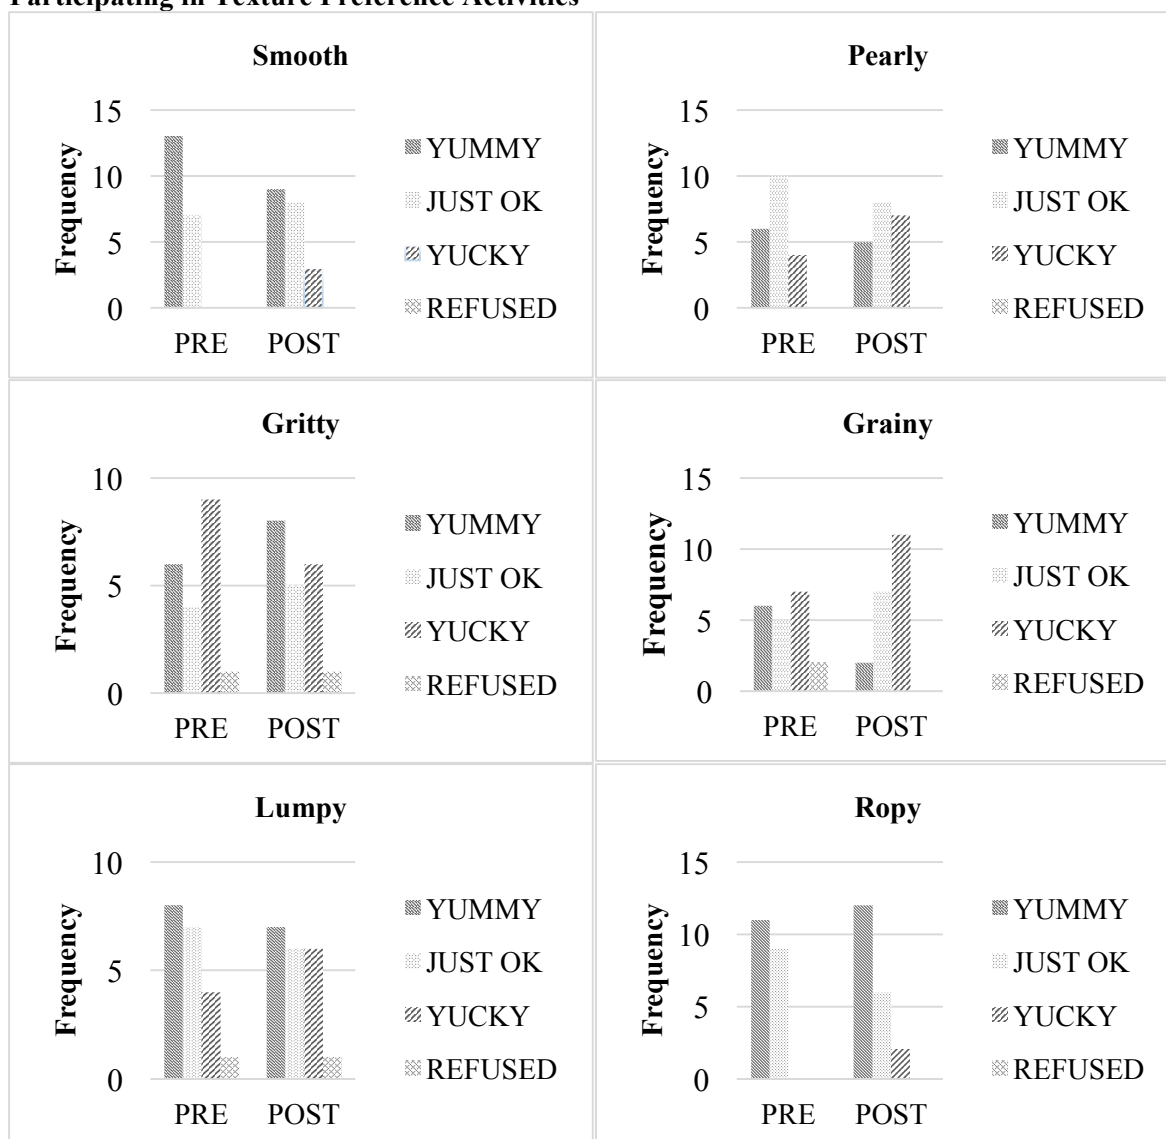 Participating in Texture Preference Activities
Smooth
15
10
5
0
Frequency
PRE POST
YUMMY
JUST OK
YUCKY
REFUSED
Pearly
15
10
5
0
Frequency
PRE POST
YUMMY
JUST OK
YUCKY
REFUSED
Gritty
10
5
0
Frequency
PRE POST
YUMMY
JUST OK
YUCKY
REFUSED
Grainy
15
10
5
0
Frequency
PRE POST
YUMMY
JUST OK
YUCKY
REFUSED
Lumpy
10
5
0
Frequency
PRE POST
YUMMY
JUST OK
YUCKY
REFUSED
Ropy
15
10
5
0
Frequency
PRE POST
YUMMY
JUST OK
YUCKY
REFUSED